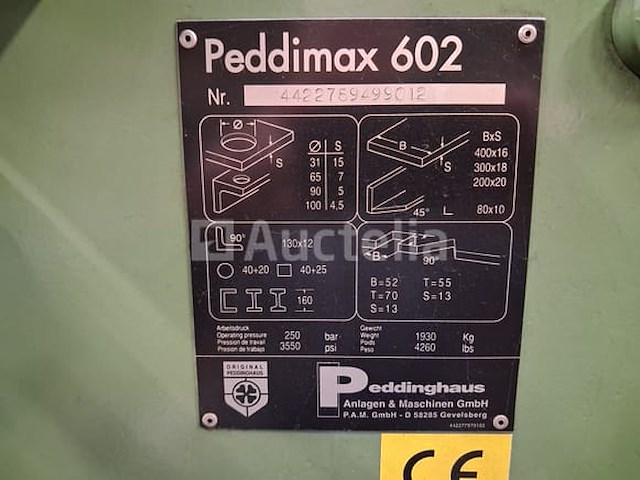 Peddimax 602
Nr. 4422769499012
Ø S
31 15
65 7
90 5
100 4,5
S
B
S
BxS
400x16
300x18
200x20
45° L 80x10
90° 130x12
40+20 40+25
160
B 90°
B=52 T=55
T=70 S=13
S=13
Arbeitsdruck
Operating pressure 250 bar
Pression de travail
Presion de trabajo 3550 psi
Gewicht
Weight 1930 Kg
Poids
Peso 4260 lbs
ORIGINAL
PEDDINGHAUS
Peddinghaus
Anlagen & Maschinen GmbH
P.A.M. GmbH - D 58285 Gevelsberg
CE
Auctelia